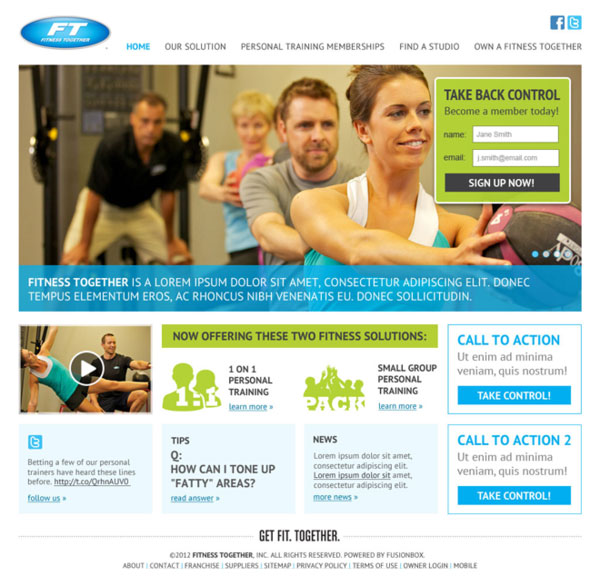 FT
FITNESS TOGETHER
HOME OUR SOLUTION PERSONAL TRAINING MEMBERSHIPS FIND A STUDIO OWN A FITNESS TOGETHER
TAKE BACK CONTROL
Become a member today!
name: Jane Smith
email: j.smith@email.com
SIGN UP NOW!
FITNESS TOGETHER IS A LOREM IPSUM DOLOR SIT AMET, CONSECTETUR ADIPISCING ELIT. DONEC
TEMPUS ELEMENTUM EROS, AC RHONCUS NIBH VENENATIS EU. DONEC SOLLICITUDIN.
NOW OFFERING THESE TWO FITNESS SOLUTIONS:
1:1
1 ON 1
PERSONAL
TRAINING
learn more »
PACK
SMALL GROUP
PERSONAL
TRAINING
learn more »
CALL TO ACTION
Ut enim ad minima
veniam, quis nostrum!
TAKE CONTROL!
Betting a few of our personal
trainers have heard these lines
before. http://t.co/QrhnAUV0
follow us »
TIPS
Q:
HOW CAN I TONE UP
"FATTY" AREAS?
read answer »
NEWS
Lorem ipsum dolor sit amet,
consectetur adipiscing elit.
Lorem ipsum dolor sit amet,
consectetur adipiscing elit.
more news »
CALL TO ACTION 2
Ut enim ad minima
veniam, quis nostrum!
TAKE CONTROL!
GET FIT. TOGETHER.
©2012 FITNESS TOGETHER, INC. ALL RIGHTS RESERVED. POWERED BY FUSIONBOX.
ABOUT | CONTACT | FRANCHISE | SUPPLIERS | SITEMAP | PRIVACY POLICY | TERMS OF USE | OWNER LOGIN | MOBILE